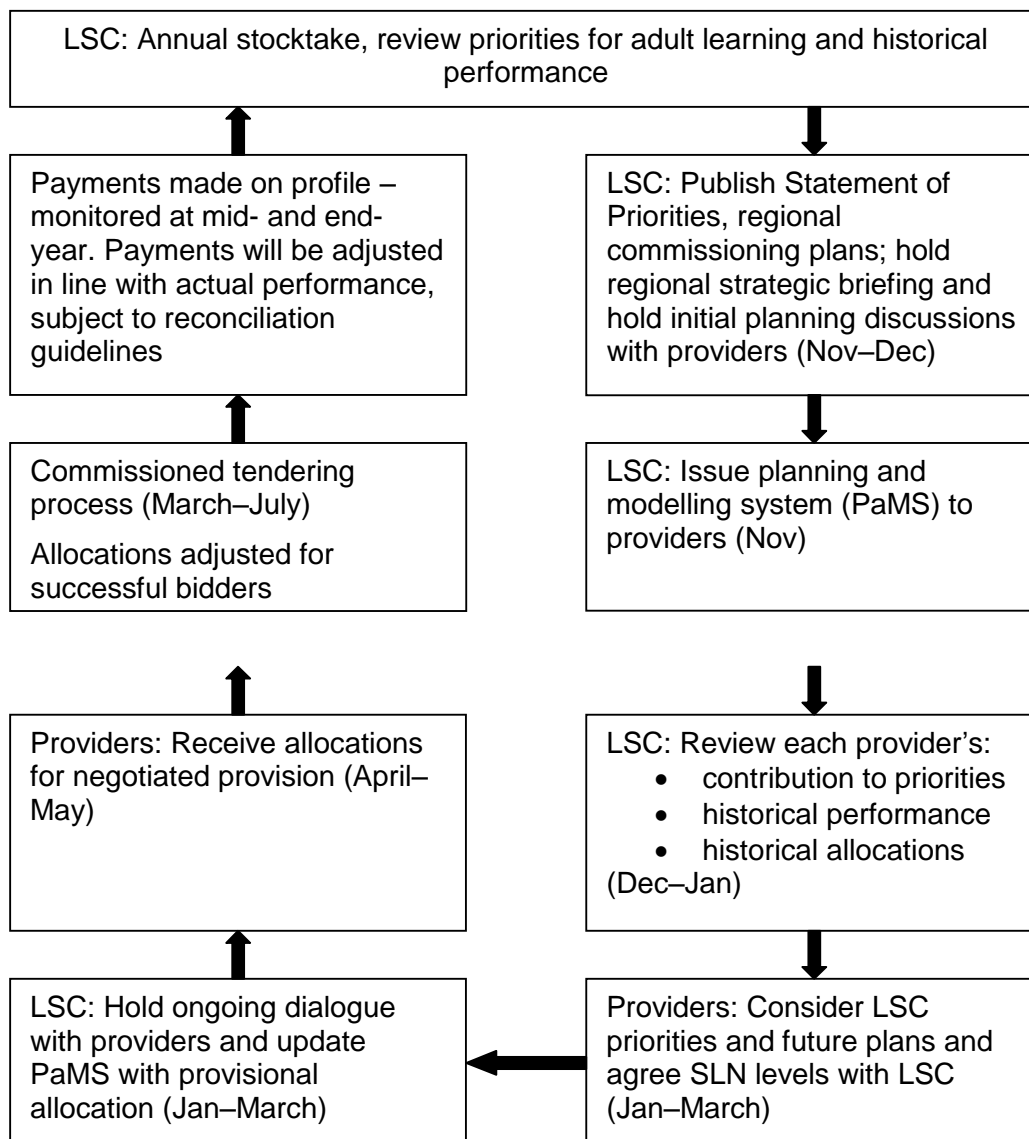 LSC: Annual stocktake, review priorities for adult learning and historical
performance
LSC: Publish Statement of
Priorities, regional
commissioning plans; hold
regional strategic briefing and
hold initial planning discussions
with providers (Nov–Dec)
LSC: Issue planning and
modelling system (PaMS) to
providers (Nov)
LSC: Review each provider's:
• contribution to priorities
• historical performance
• historical allocations
(Dec–Jan)
Providers: Consider LSC
priorities and future plans and
agree SLN levels with LSC
(Jan–March)
LSC: Hold ongoing dialogue
with providers and update
PaMS with provisional
allocation (Jan–March)
Providers: Receive allocations
for negotiated provision (April–
May)
Commissioned tendering
process (March–July)
Allocations adjusted for
successful bidders
Payments made on profile –
monitored at mid- and end-
year. Payments will be adjusted
in line with actual performance,
subject to reconciliation
guidelines